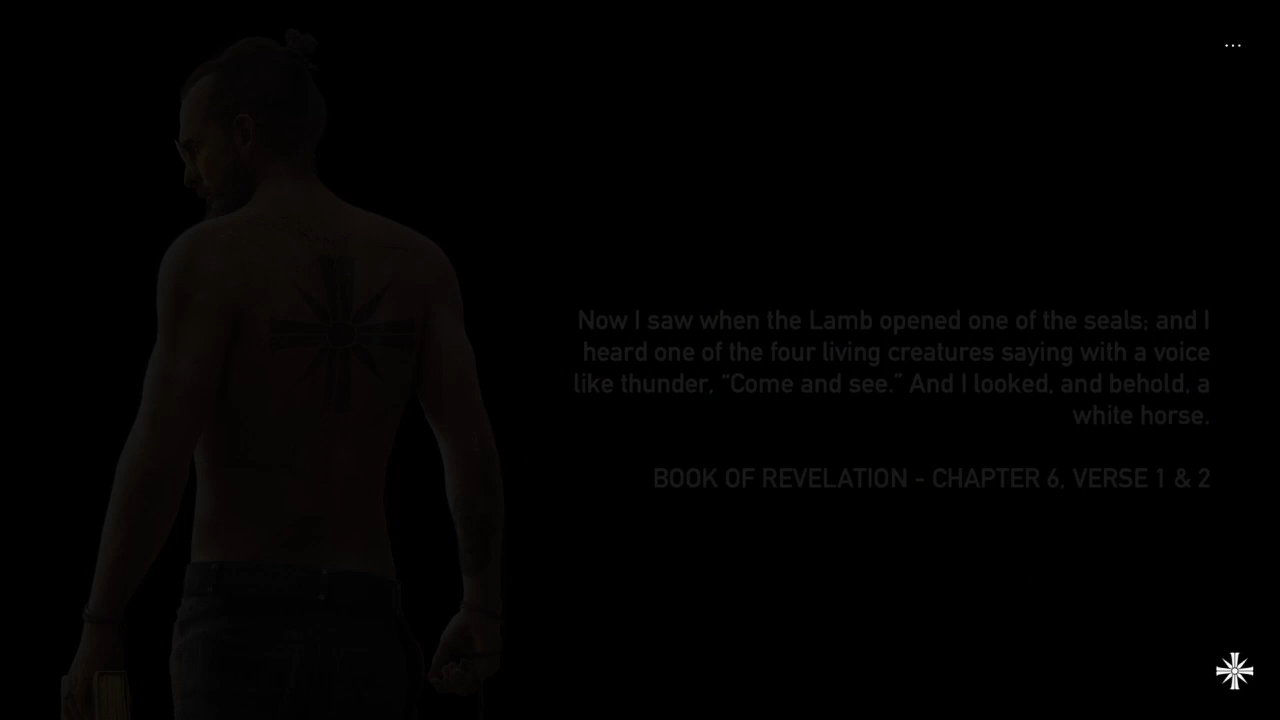 Now I saw when the Lamb opened one of the seals; and I
heard one of the four living creatures saying with a voice
like thunder, “Come and see.” And I looked, and behold, a
white horse.
BOOK OF REVELATION - CHAPTER 6, VERSE 1 & 2